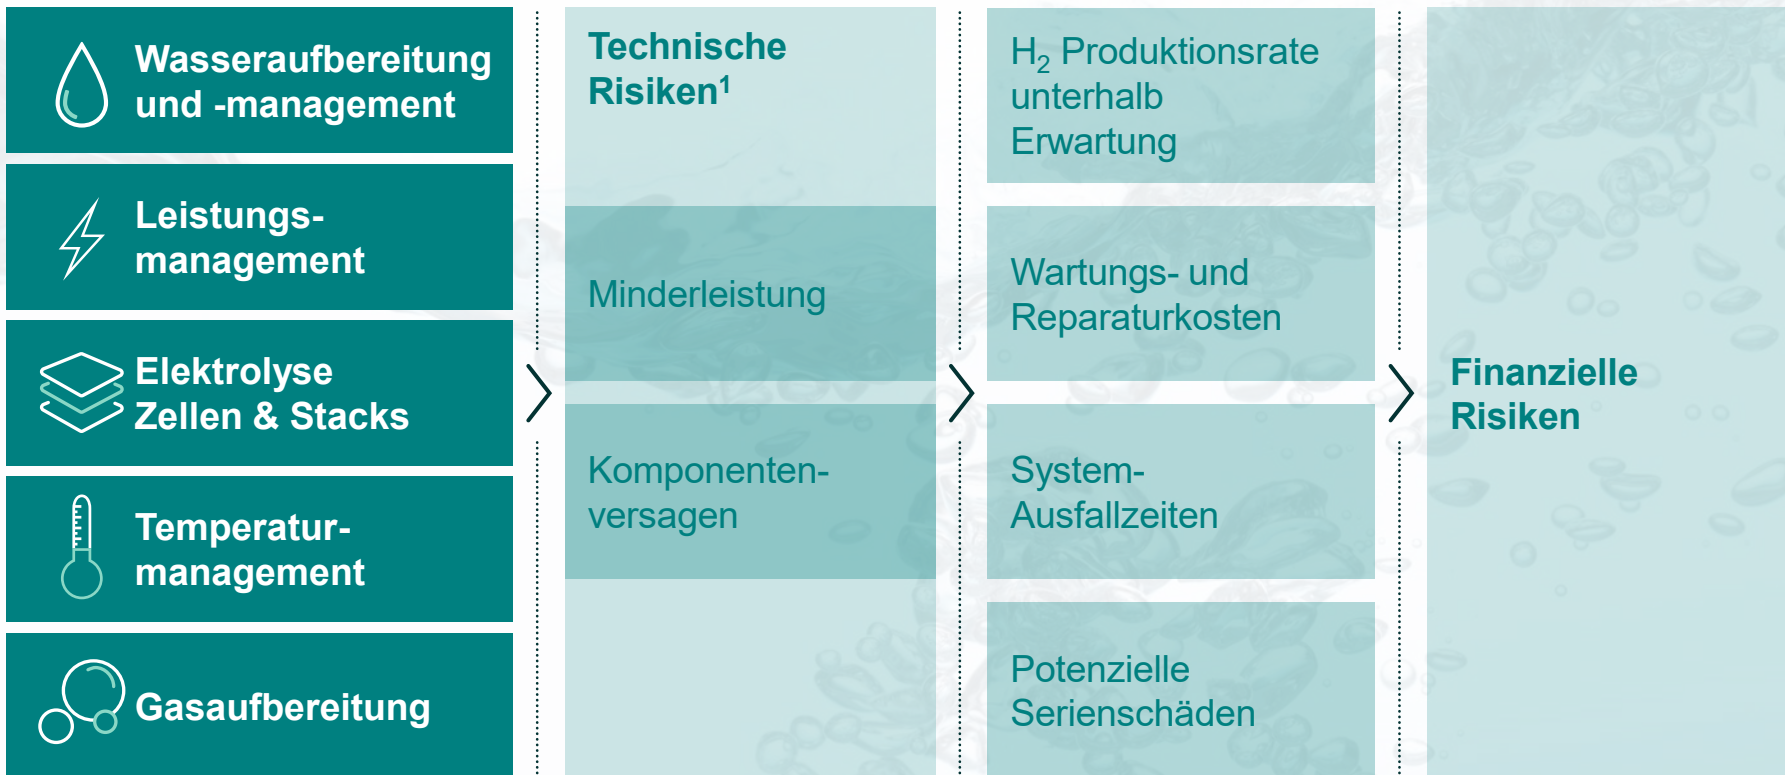 Wasseraufbereitung
und -management
Leistungs-
management
Elektrolyse
Zellen & Stacks
Temperatur-
management
Gasaufbereitung
Technische
Risiken¹
Minderleistung
Komponenten-
versagen
H₂ Produktionsrate
unterhalb
Erwartung
Wartungs- und
Reparaturkosten
System-
Ausfallzeiten
Potenzielle
Serienschäden
Finanzielle
Risiken